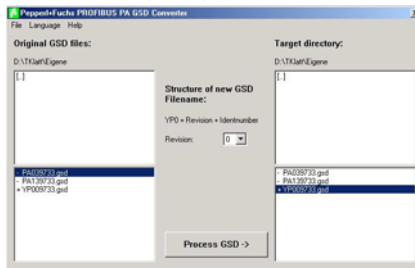 Pepperl+Fuchs PROFIBUS PA GSD Converter
File Language Help
Original GSD files:
Target directory:
D:\TKlatt\Eigene
D:\TKlatt\Eigene
[..]
[..]
Structure of new GSD
Filename:
YP0 = Revision + Identnumber
Revision: 0
- PA039733.gsd
- PA139733.gsd
+ YP009733.gsd
- PA039733.gsd
- PA139733.gsd
+ YP009733.gsd
Process GSD ->